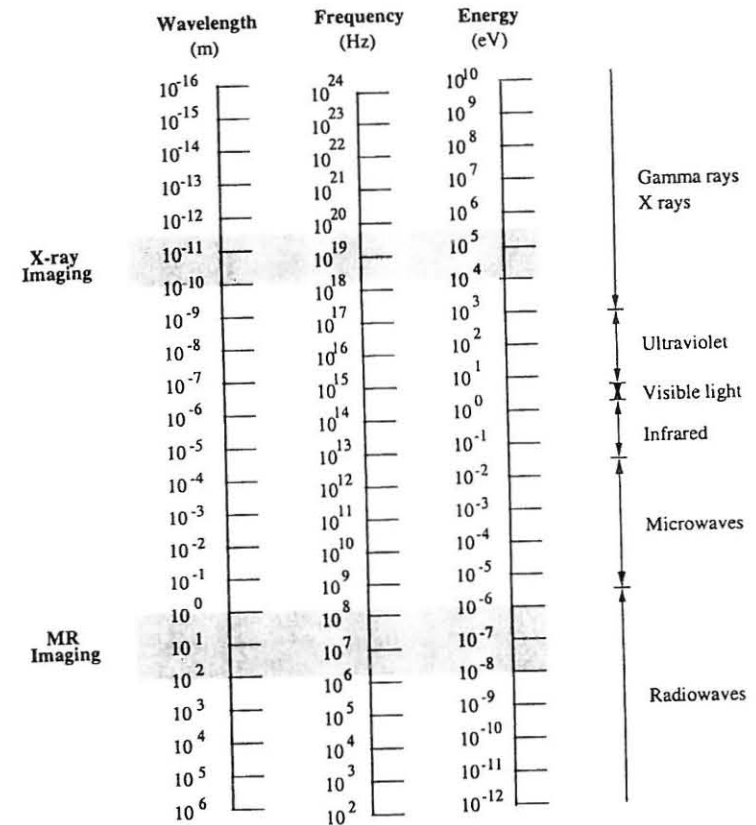 Wavelength Frequency Energy
(m) (Hz) (eV)
10^-16 10^24 10^10
10^-15 10^23 10^9
10^-14 10^22 10^8
10^-13 10^21 10^7 Gamma rays
10^-12 10^20 10^6 X rays
X-ray 10^-11 10^19 10^5
Imaging 10^-10 10^18 10^4
10^-9 10^17 10^3
10^-8 10^16 10^2 Ultraviolet
10^-7 10^15 10^1
10^-6 10^14 10^0 Visible light
10^-5 10^13 10^-1 Infrared
10^-4 10^12 10^-2
10^-3 10^11 10^-3
10^-2 10^10 10^-4 Microwaves
10^-1 10^9 10^-5
10^0 10^8 10^-6
MR 10^1 10^7 10^-7
Imaging 10^2 10^6 10^-8
10^3 10^5 10^-9 Radiowaves
10^4 10^4 10^-10
10^5 10^3 10^-11
10^6 10^2 10^-12